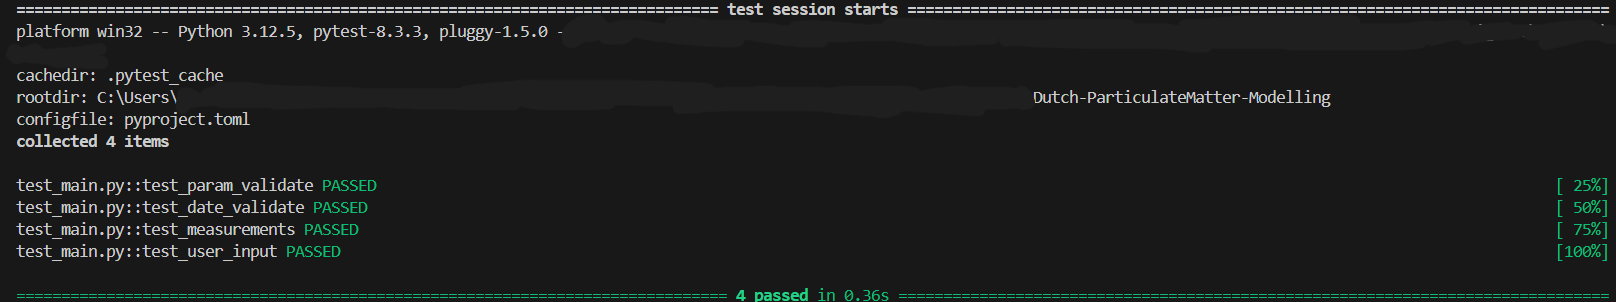 ============================================================================== test session starts ==============================================================================
platform win32 -- Python 3.12.5, pytest-8.3.3, pluggy-1.5.0 -
cachedir: .pytest_cache
rootdir: C:\Users\ Dutch-ParticulateMatter-Modelling
configfile: pyproject.toml
collected 4 items
test_main.py::test_param_validate PASSED [ 25%]
test_main.py::test_date_validate PASSED [ 50%]
test_main.py::test_measurements PASSED [ 75%]
test_main.py::test_user_input PASSED [100%]
=============================================================================== 4 passed in 0.36s ===============================================================================